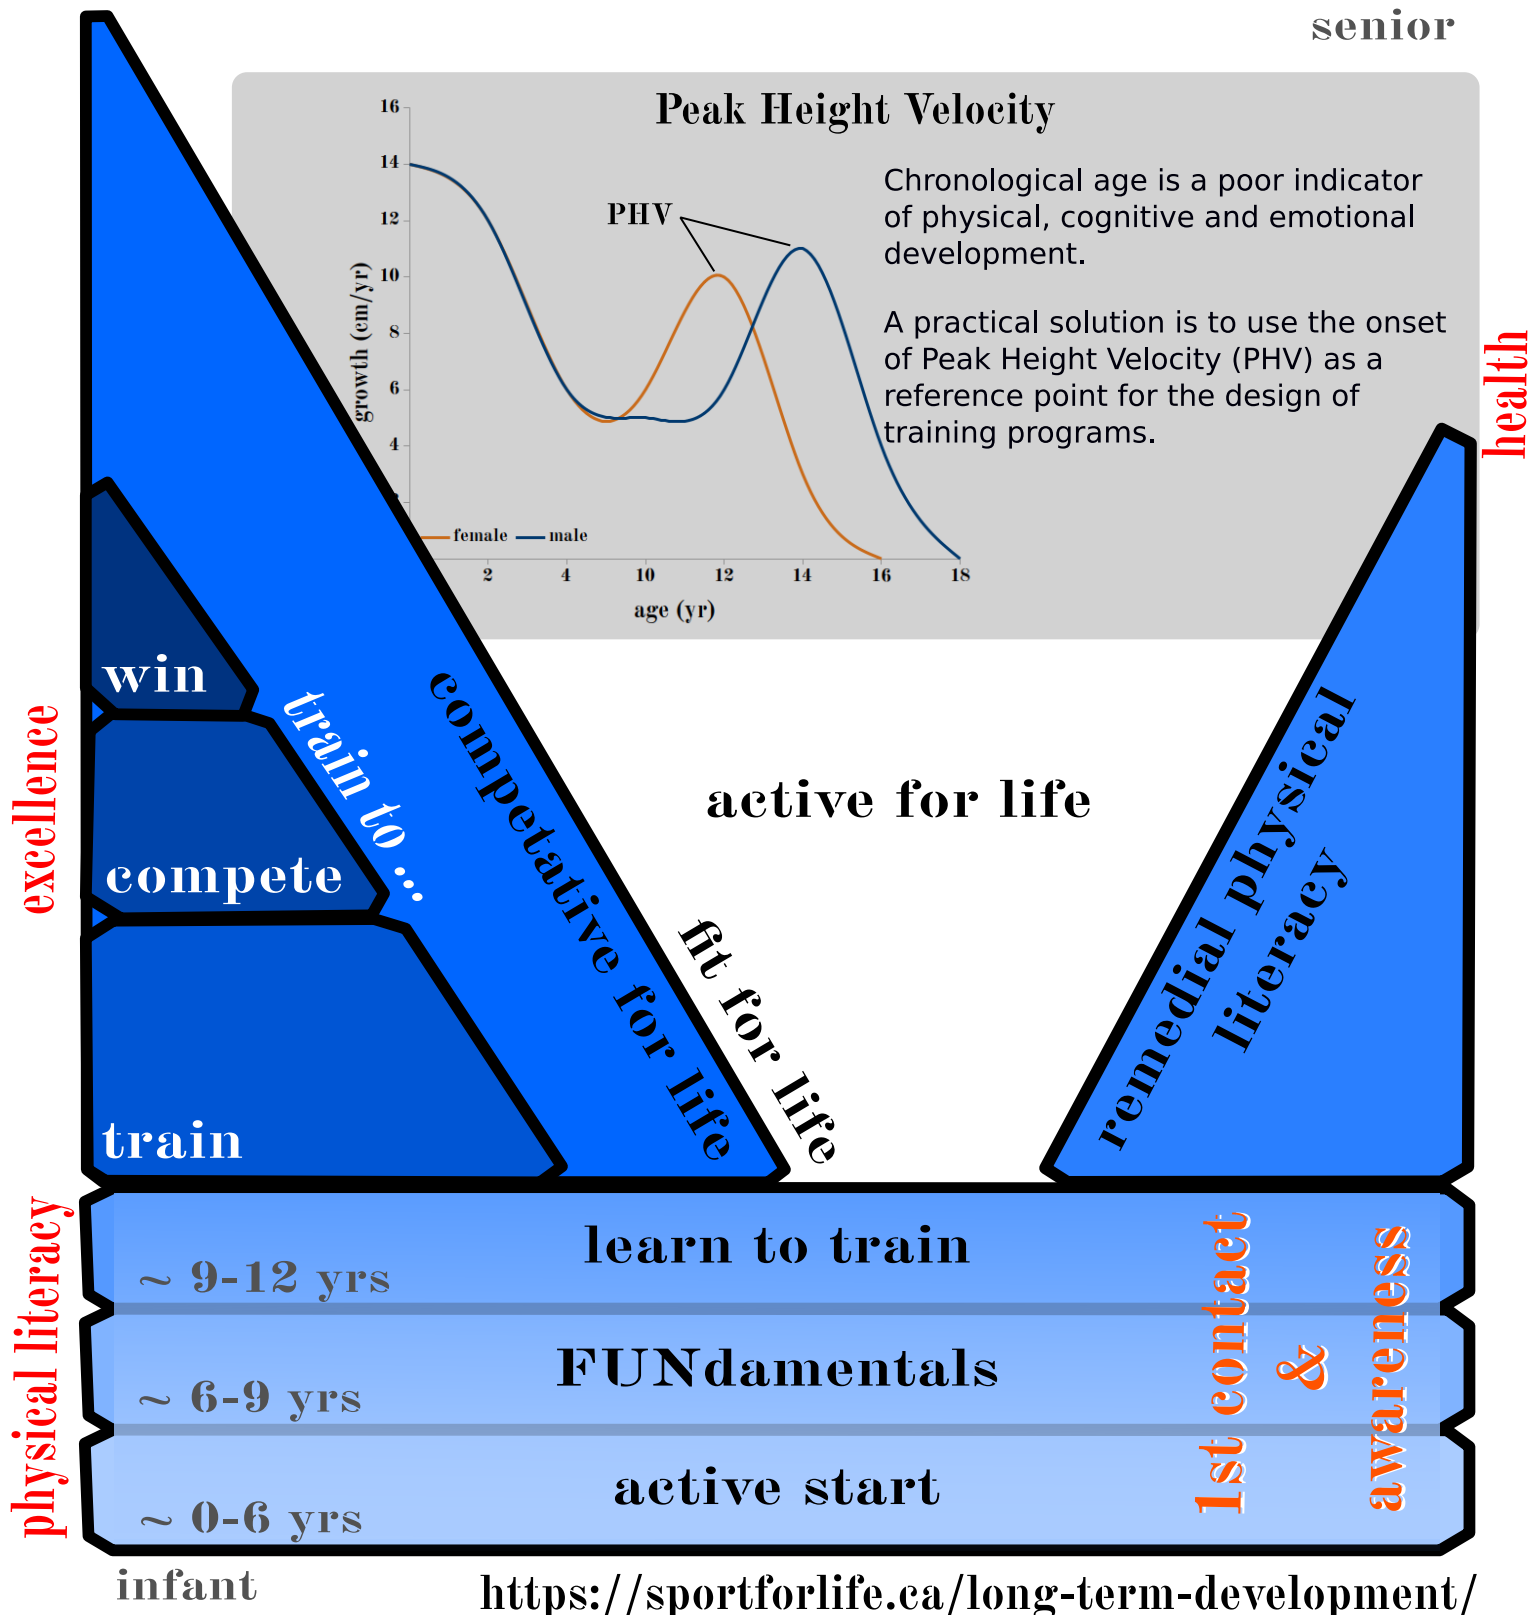 senior
Peak Height Velocity
16
14
12
10
8
6
4
growth (cm/yr)
PHV
female
male
2
4
10
12
14
16
18
age (yr)
Chronological age is a poor indicator
of physical, cognitive and emotional
development.
A practical solution is to use the onset
of Peak Height Velocity (PHV) as a
reference point for the design of
training programs.
health
excellence
win
compete
train
train to ...
competative for life
fit for life
active for life
remedial physical
literacy
physical literacy
learn to train
~ 9-12 yrs
FUNdamentals
~ 6-9 yrs
active start
~ 0-6 yrs
1st contact
&
awareness
infant
https://sportforlife.ca/long-term-development/